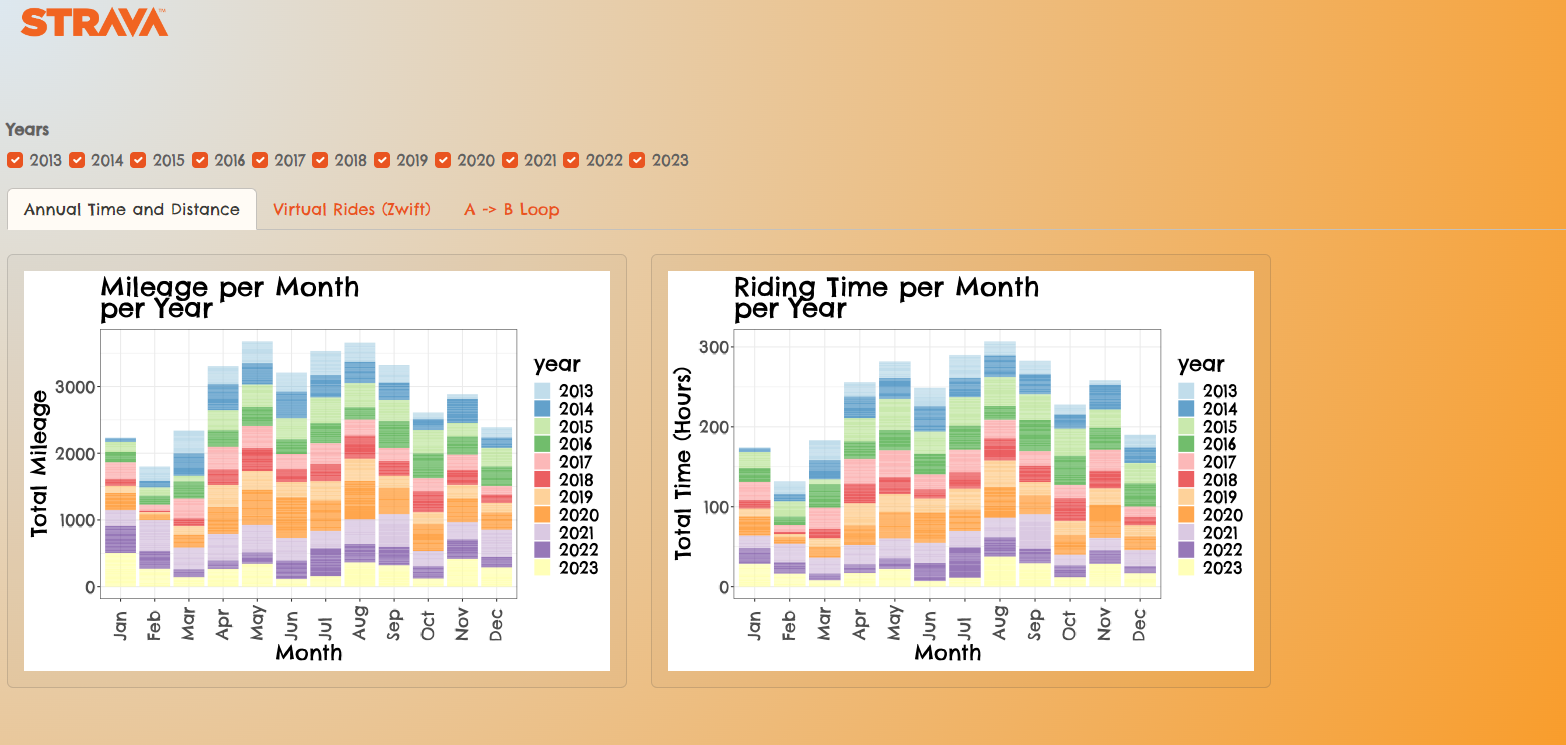 STRAVA™
Years
2013 2014 2015 2016 2017 2018 2019 2020 2021 2022 2023
Annual Time and Distance Virtual Rides (Zwift) A -> B Loop
Mileage per Month
per Year
Total Mileage
3000
2000
1000
0
Jan Feb Mar Apr May Jun Jul Aug Sep Oct Nov Dec
Month
year
2013
2014
2015
2016
2017
2018
2019
2020
2021
2022
2023
Riding Time per Month
per Year
Total Time (Hours)
300
200
100
0
Jan Feb Mar Apr May Jun Jul Aug Sep Oct Nov Dec
Month
year
2013
2014
2015
2016
2017
2018
2019
2020
2021
2022
2023